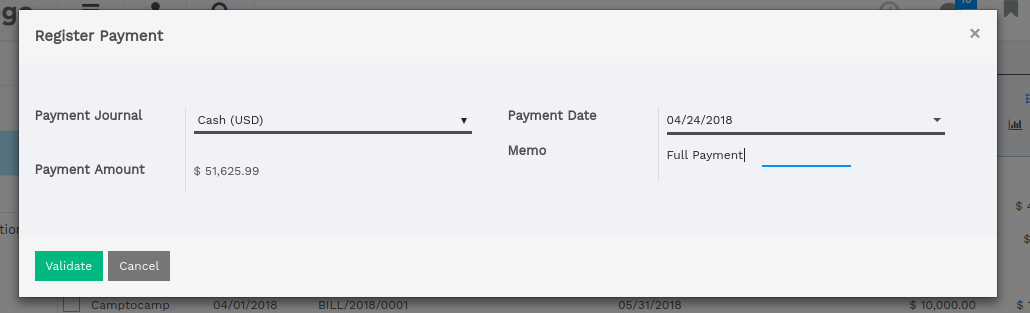 Register Payment ×
Payment Journal
Cash (USD)
Payment Date
04/24/2018
Memo
Full Payment
Payment Amount
$ 51,625.99
Validate
Cancel
Camptocamp 04/01/2018 BILL/2018/0001 05/31/2018 $ 10,000.00